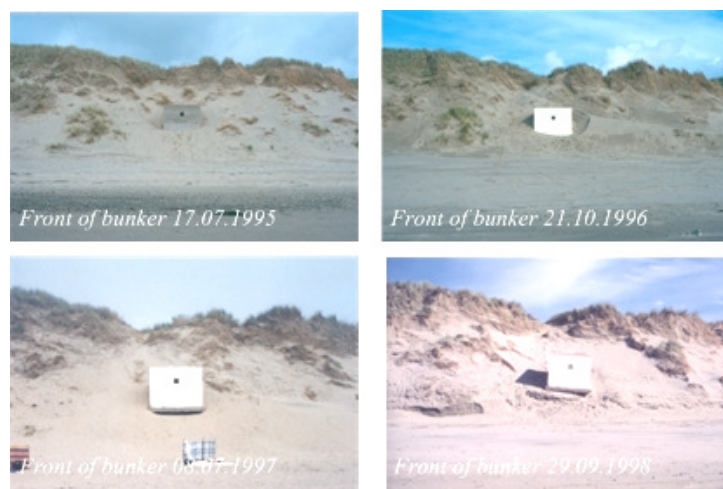 Front of bunker 17.07.1995
Front of bunker 21.10.1996
Front of bunker 08.07.1997
Front of bunker 29.09.1998